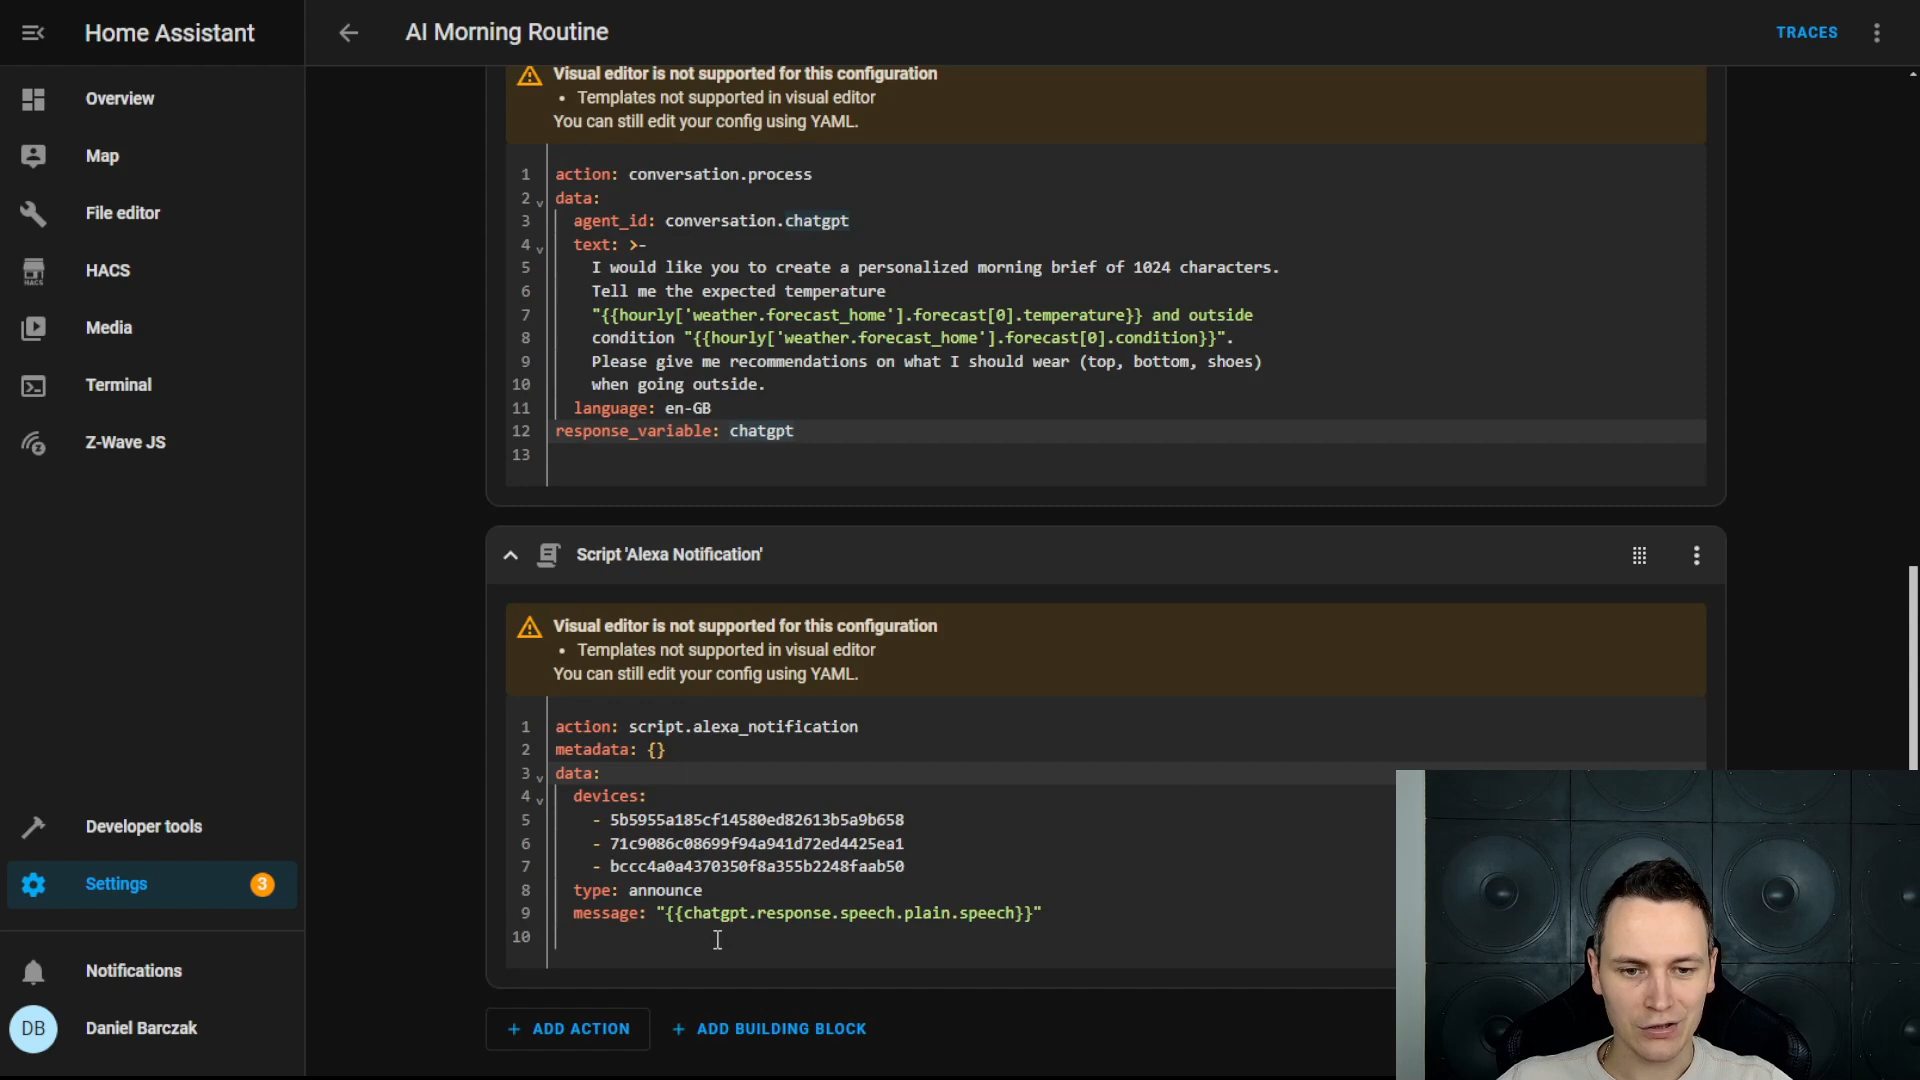 Home Assistant
AI Morning Routine
TRACES
Overview
Map
File editor
HACS
HACS
Media
Terminal
Z-Wave JS
Developer tools
Settings
3
Notifications
DB
Daniel Barczak
Visual editor is not supported for this configuration
• Templates not supported in visual editor
You can still edit your config using YAML.
1 action: conversation.process
2 data:
3 agent_id: conversation.chatgpt
4 text: >-
5 I would like you to create a personalized morning brief of 1024 characters.
6 Tell me the expected temperature
7 "{{hourly['weather.forecast_home'].forecast[0].temperature}} and outside
8 condition "{{hourly['weather.forecast_home'].forecast[0].condition}}".
9 Please give me recommendations on what I should wear (top, bottom, shoes)
10 when going outside.
11 language: en-GB
12 response_variable: chatgpt
13
Script 'Alexa Notification'
Visual editor is not supported for this configuration
• Templates not supported in visual editor
You can still edit your config using YAML.
1 action: script.alexa_notification
2 metadata: {}
3 data:
4 devices:
5 - 5b5955a185cf14580ed82613b5a9b658
6 - 71c9086c08699f94a941d72ed4425ea1
7 - bccc4a0a4370350f8a355b2248faab50
8 type: announce
9 message: "{{chatgpt.response.speech.plain.speech}}"
10
+ ADD ACTION
+ ADD BUILDING BLOCK